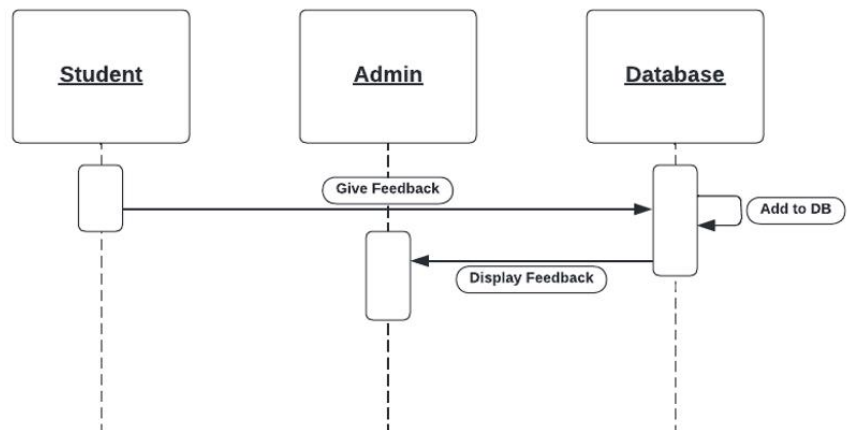 Student
Admin
Database
Give Feedback
Add to DB
Display Feedback